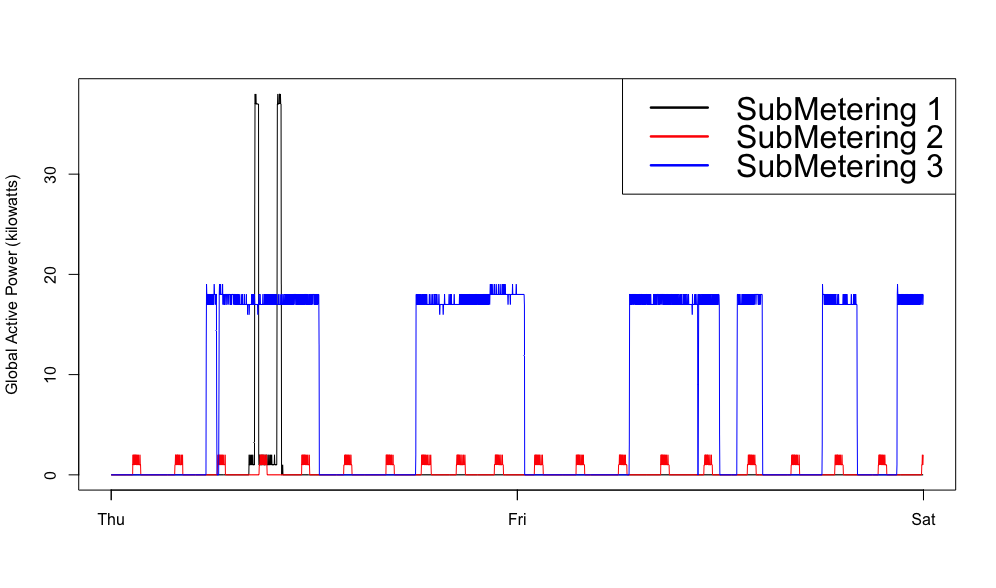 SubMetering 1
SubMetering 2
SubMetering 3
Global Active Power (kilowatts)
30
20
10
0
Thu
Fri
Sat